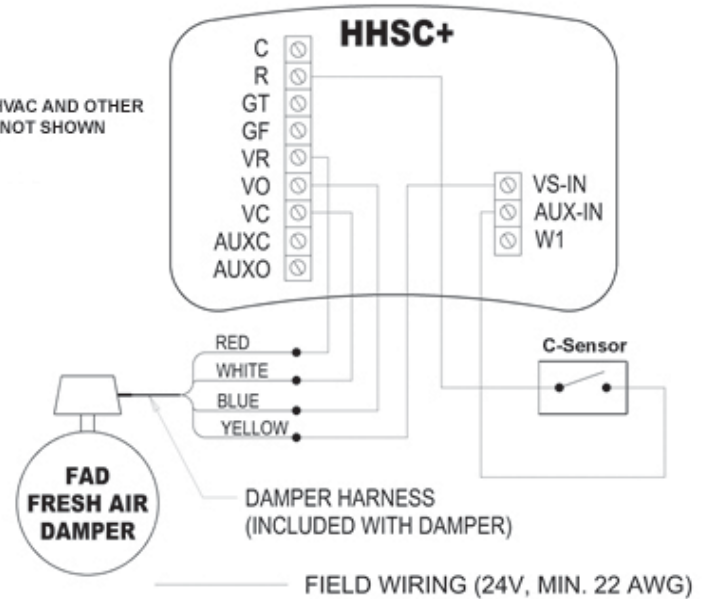 HHSC+
C
R
GT
GF
VR
VO
VC
AUXC
AUXO
VS-IN
AUX-IN
W1
AND OTHER
NOT SHOWN
RED
WHITE
BLUE
YELLOW
C-Sensor
FAD
FRESH AIR
DAMPER
DAMPER HARNESS
(INCLUDED WITH DAMPER)
FIELD WIRING (24V, MIN. 22 AWG)